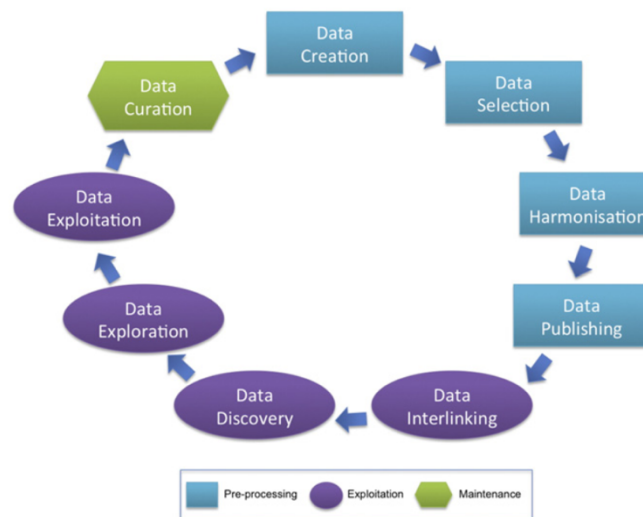 Data
Creation
Data
Selection
Data
Harmonisation
Data
Publishing
Data
Interlinking
Data
Discovery
Data
Exploration
Data
Exploitation
Data
Curation
Pre-processing
Exploitation
Maintenance